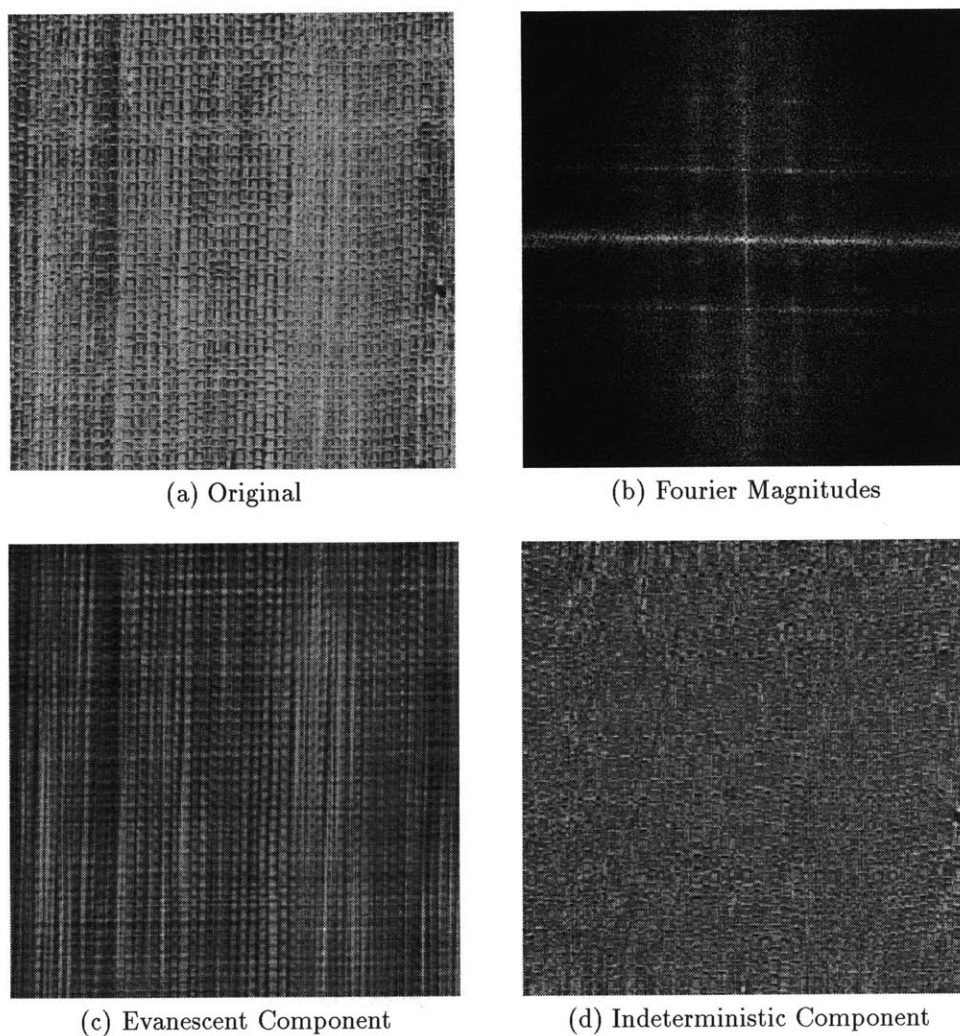 (a) Original
(b) Fourier Magnitudes
(c) Evanescent Component
(d) Indeterministic Component